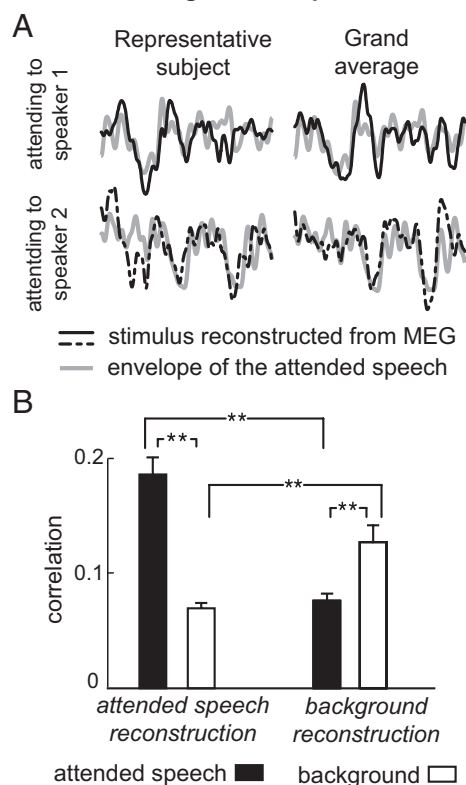 A
Representative subject
Grand average
attending to speaker 1
attentding to speaker 2
stimulus reconstructed from MEG
envelope of the attended speech
B
**
**
**
**
0.2
0.1
0
correlation
attended speech reconstruction
background reconstruction
attended speech
background